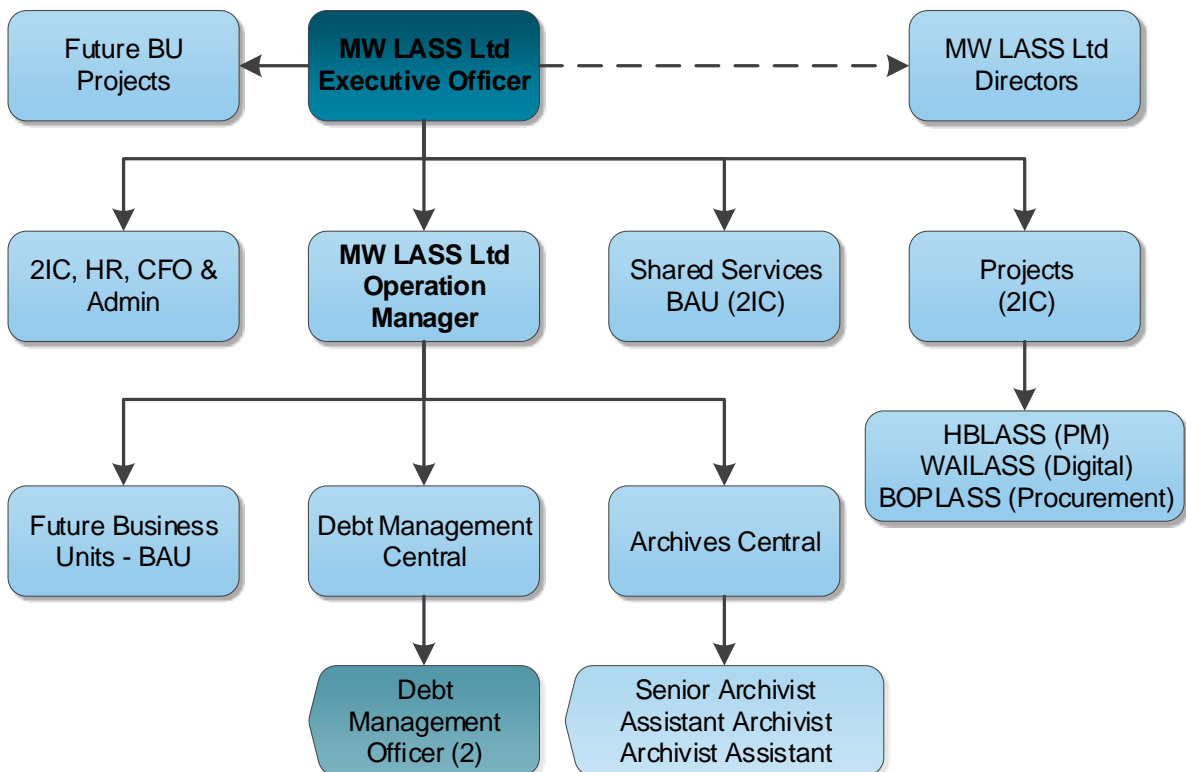 Future BU
Projects
MW LASS Ltd
Executive Officer
MW LASS Ltd
Directors
2IC, HR, CFO &
Admin
MW LASS Ltd
Operation
Manager
Shared Services
BAU (2IC)
Projects
(2IC)
HBLASS (PM)
WAILASS (Digital)
BOPLASS (Procurement)
Future Business
Units - BAU
Debt Management
Central
Archives Central
Debt
Management
Officer (2)
Senior Archivist
Assistant Archivist
Archivist Assistant